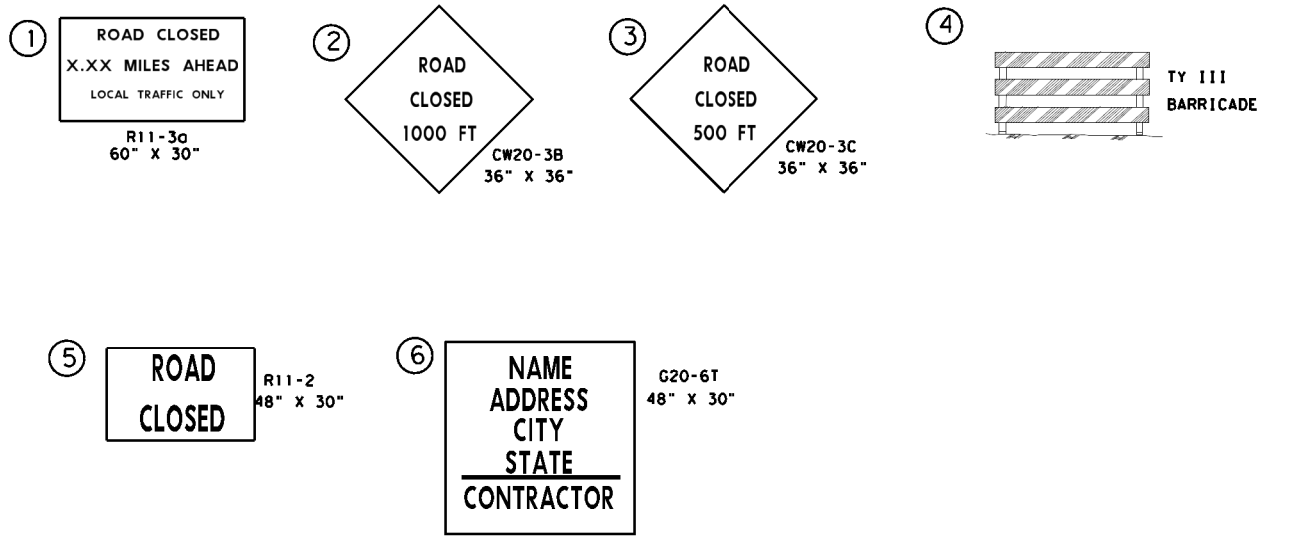 1
ROAD CLOSED
X.XX MILES AHEAD
LOCAL TRAFFIC ONLY
R11-3a
60" X 30"
2
ROAD
CLOSED
1000 FT
CW20-3B
36" X 36"
3
ROAD
CLOSED
500 FT
CW20-3C
36" X 36"
4
TY III
BARRICADE
5
ROAD
CLOSED
R11-2
48" X 30"
6
NAME
ADDRESS
CITY
STATE
CONTRACTOR
G20-6T
48" X 30"